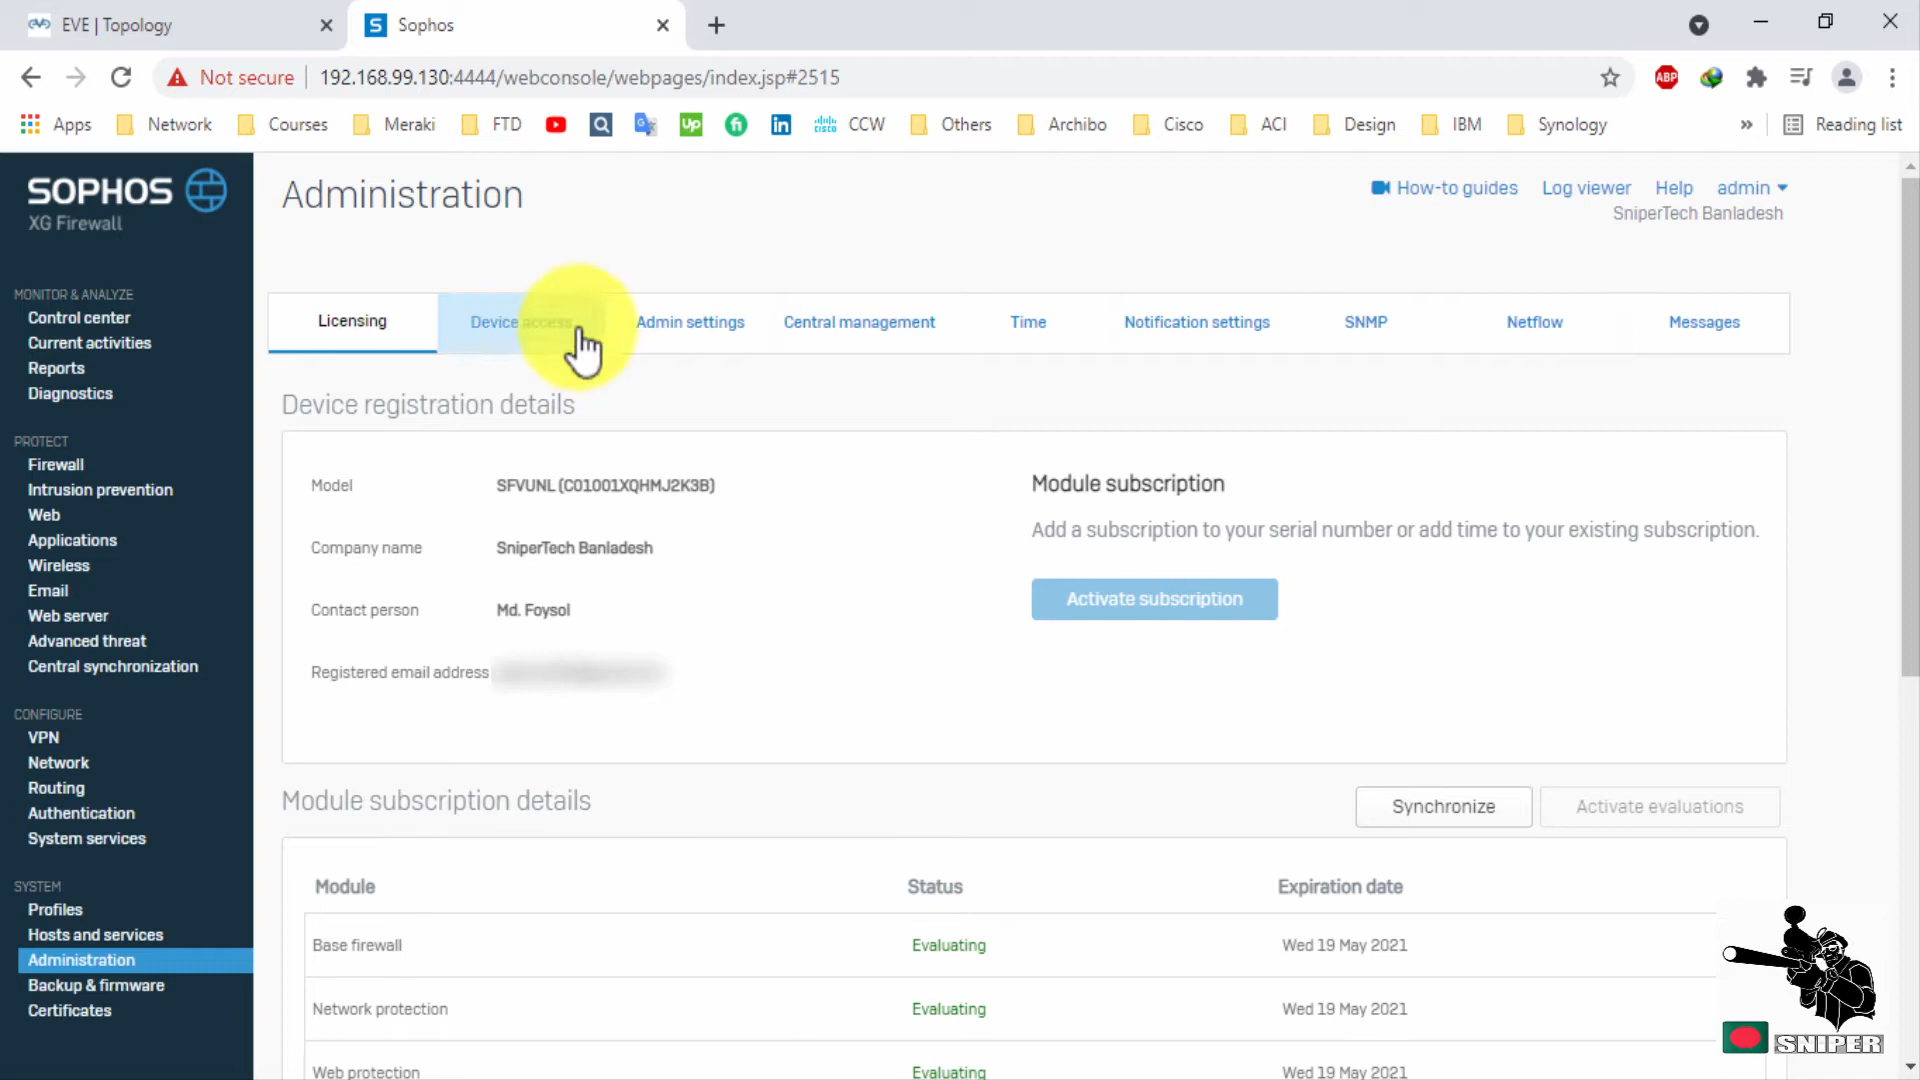 EVE | Topology
Sophos
Not secure 192.168.99.130:4444/webconsole/webpages/index.jsp#2515
ABP
Apps Network Courses Meraki FTD Up fi in cisco CCW Others Archibo Cisco ACI Design IBM Synology » Reading list
SOPHOS
XG Firewall
Administration
How-to guides Log viewer Help admin
SniperTech Banladesh
MONITOR & ANALYZE
Control center
Current activities
Reports
Diagnostics
PROTECT
Firewall
Intrusion prevention
Web
Applications
Wireless
Email
Web server
Advanced threat
Central synchronization
CONFIGURE
VPN
Network
Routing
Authentication
System services
SYSTEM
Profiles
Hosts and services
Administration
Backup & firmware
Certificates
Licensing Device access Admin settings Central management Time Notification settings SNMP Netflow Messages
Device registration details
Model SFVUNL (C01001XQHMJ2K3B)
Company name SniperTech Banladesh
Contact person Md. Foysol
Registered email address
Module subscription
Add a subscription to your serial number or add time to your existing subscription.
Activate subscription
Module subscription details
Synchronize Activate evaluations
Module Status Expiration date
Base firewall Evaluating Wed 19 May 2021
Network protection Evaluating Wed 19 May 2021
Web protection Evaluating Wed 19 May 2021
SNIPER